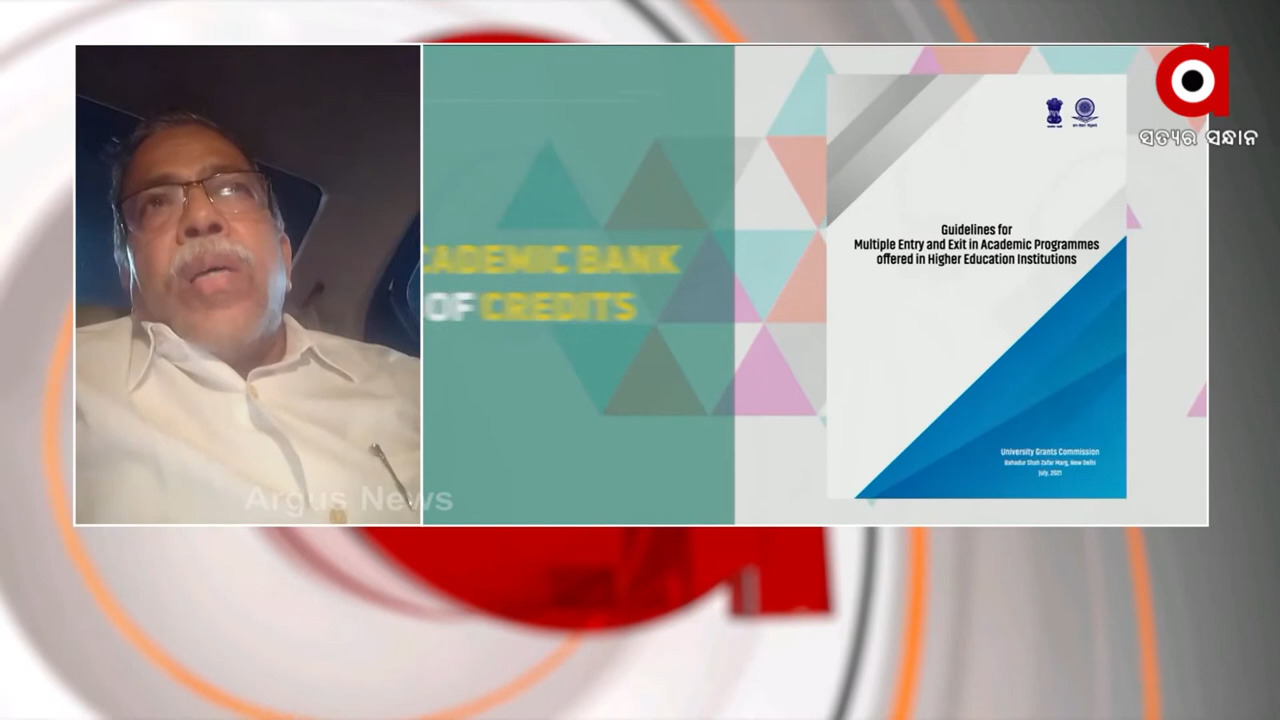 ସତ୍ୟର ସନ୍ଧାନ
CADEMIC BANK
OF CREDITS
Guidelines for
Multiple Entry and Exit in Academic Programmes
offered in Higher Education Institutions
University Grants Commission
Bahadur Shah Zafar Marg, New Delhi
July, 2021
Argus News